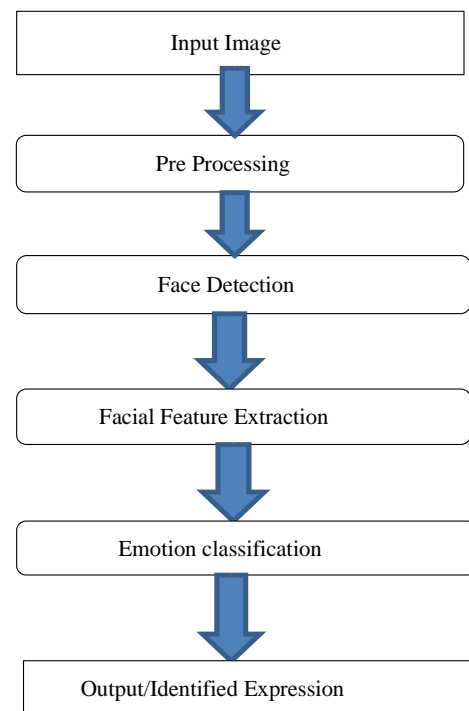 Input Image
Pre Processing
Face Detection
Facial Feature Extraction
Emotion classification
Output/Identified Expression